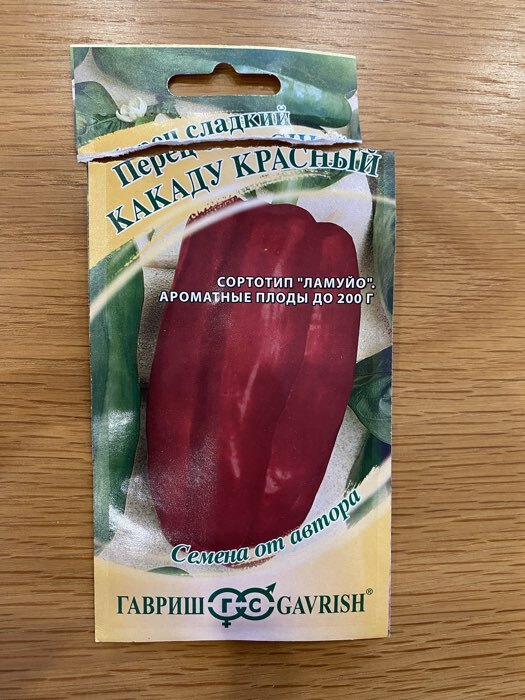 Перец сладкий
КАКАДУ КРАСНЫЙ
СОРТОТИП "ЛАМУЙО".
АРОМАТНЫЕ ПЛОДЫ ДО 200 Г
Семена от автора
ГАВРИШ Г С GAVRISH®